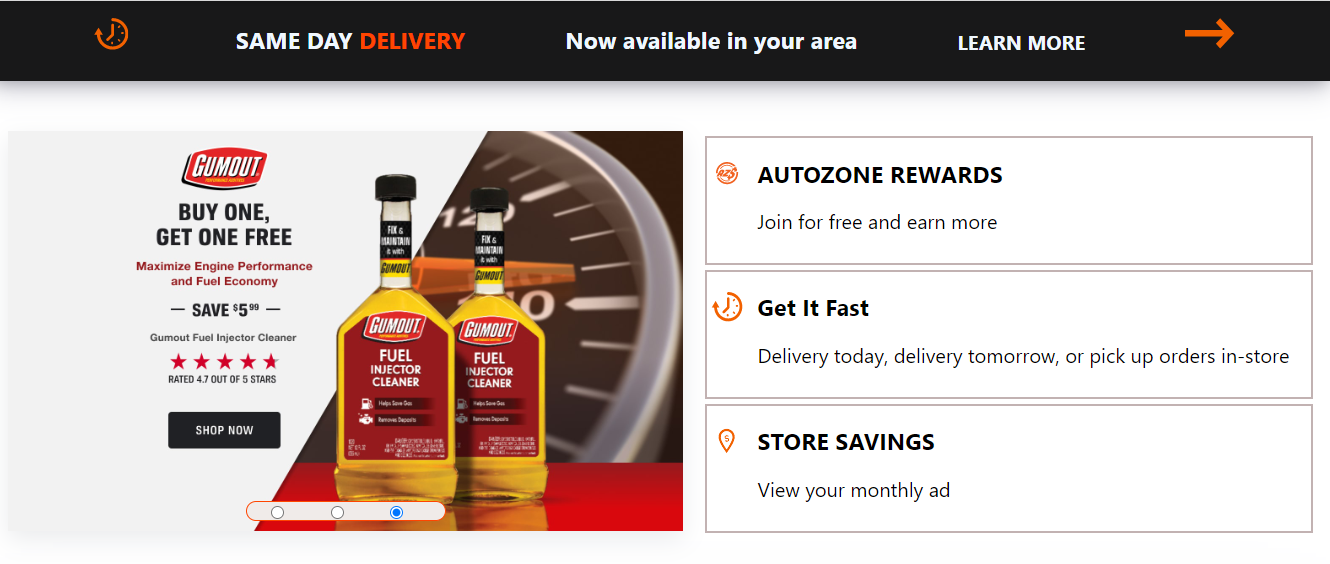 SAME DAY DELIVERY
Now available in your area
LEARN MORE
GUMOUT
BUY ONE,
GET ONE FREE
Maximize Engine Performance
and Fuel Economy
— SAVE $5⁹⁹ —
Gumout Fuel Injector Cleaner
RATED 4.7 OUT OF 5 STARS
SHOP NOW
FIX &
MAINTAIN
it with
GUMOUT
GUMOUT
FUEL
INJECTOR
CLEANER
Helps Save Gas
Removes Deposits
FIX &
MAINTAIN
it with
GUMOUT
GUMOUT
FUEL
INJECTOR
CLEANER
Helps Save Gas
Removes Deposits
120
AUTOZONE REWARDS
Join for free and earn more
Get It Fast
Delivery today, delivery tomorrow, or pick up orders in-store
STORE SAVINGS
View your monthly ad